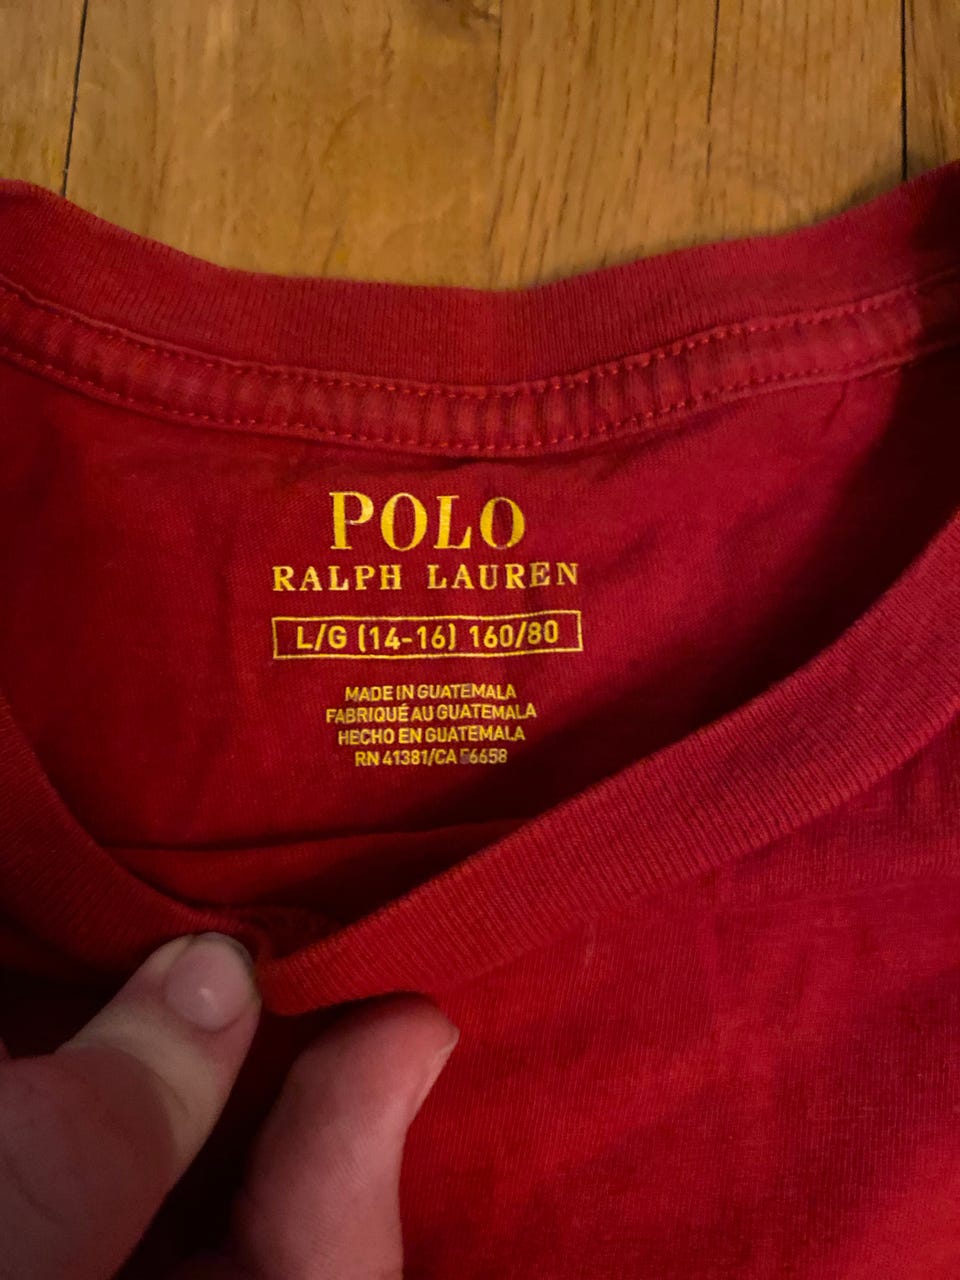 POLO
RALPH LAUREN
L/G (14-16) 160/80
MADE IN GUATEMALA
FABRIQUÉ AU GUATEMALA
HECHO EN GUATEMALA
RN 41381/CA 56658